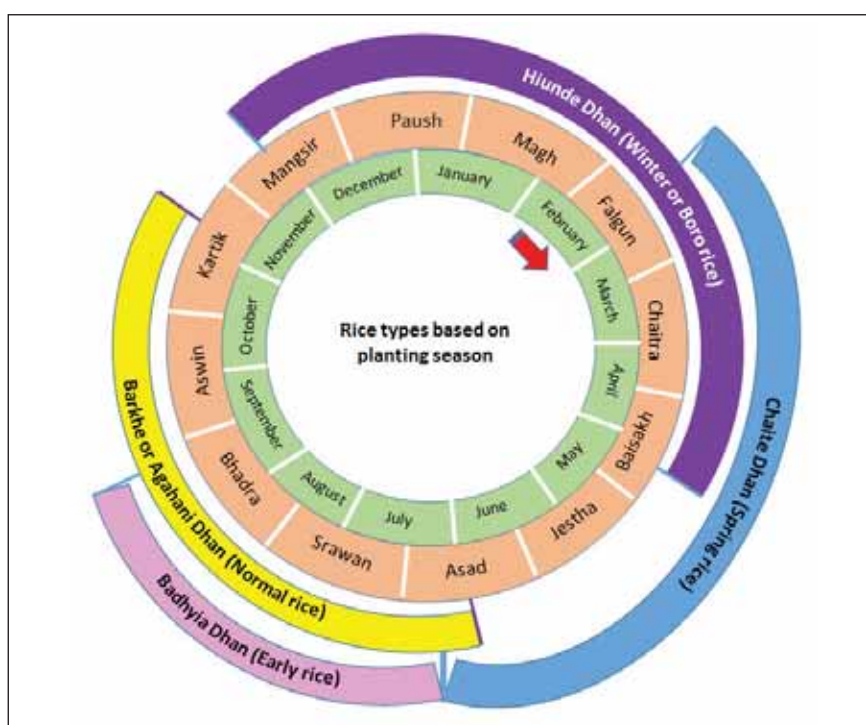 Rice types based on
planting season
January
February
March
April
May
June
July
August
September
October
November
December
Paush
Magh
Falgun
Chaitra
Baisakh
Jestha
Asad
Srawan
Bhadra
Aswin
Kartik
Mangsir
Hiunde Dhan (Winter or Boro rice)
Chaite Dhan (Spring rice)
Badhyia Dhan (Early rice)
Barkhe or Agahani Dhan (Normal rice)